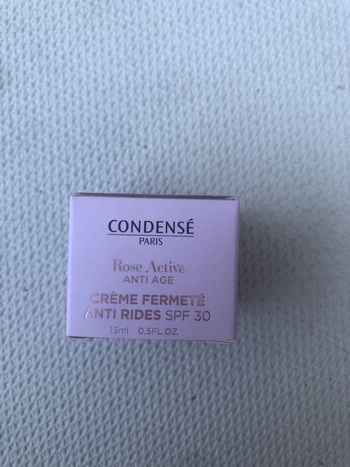 CONDENSÉ
PARIS
Rose Active
ANTI AGE
CRÈME FERMETÉ
ANTI RIDES SPF 30
15ml 0.5FL.OZ.